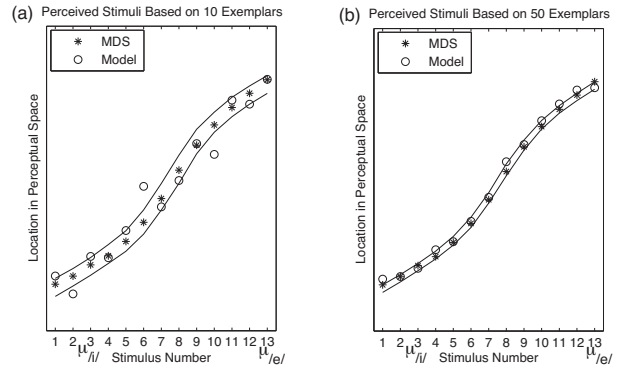 (a) Perceived Stimuli Based on 10 Exemplars
MDS
Model
Location in Perceptual Space
1 2 3 4 5 6 7 8 9 10 11 12 13
μ/i/ Stimulus Number μ/e/
(b) Perceived Stimuli Based on 50 Exemplars
MDS
Model
Location in Perceptual Space
1 2 3 4 5 6 7 8 9 10 11 12 13
μ/i/ Stimulus Number μ/e/